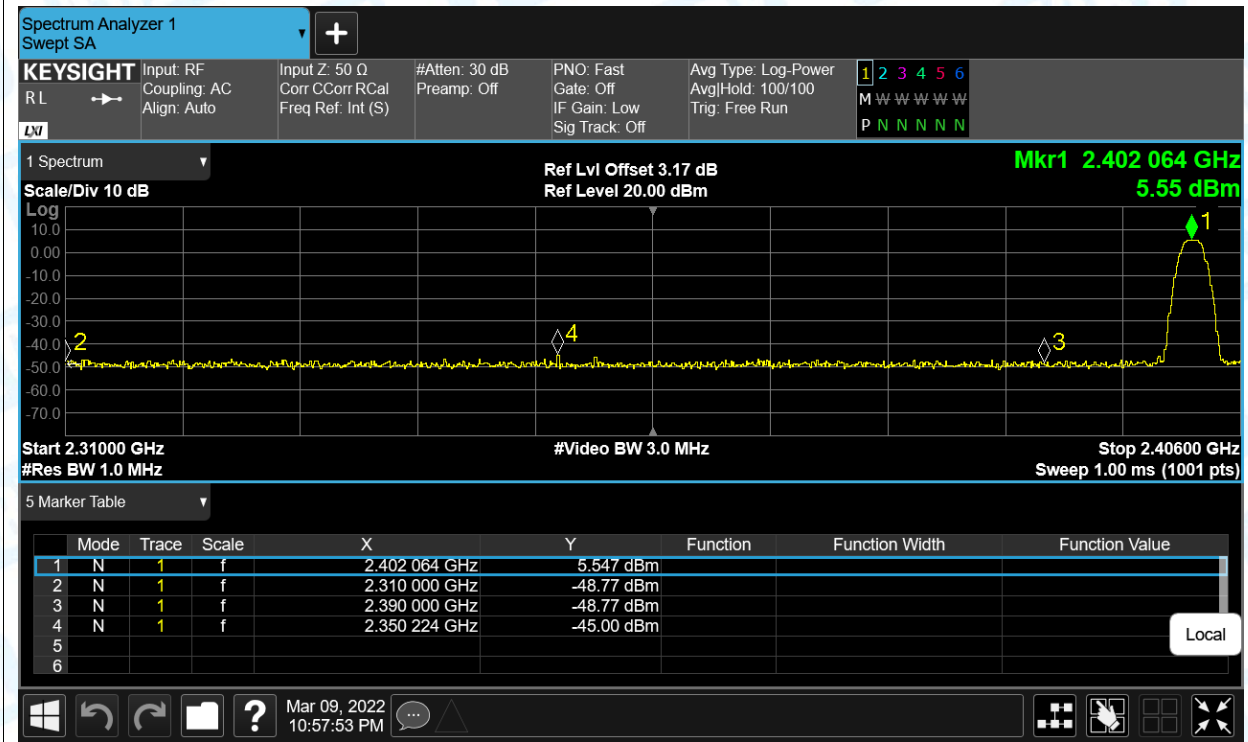 Spectrum Analyzer 1
Swept SA
KEYSIGHT Input: RF Input Z: 50 Ω #Atten: 30 dB PNO: Fast Avg Type: Log-Power 1 2 3 4 5 6
R L Coupling: AC Corr CCorr RCal Preamp: Off Gate: Off Avg|Hold: 100/100 M W W W W W W
Align: Auto Freq Ref: Int (S) IF Gain: Low Trig: Free Run P N N N N N N
LXI Sig Track: Off
1 Spectrum Ref Lvl Offset 3.17 dB Mkr1 2.402 064 GHz
Scale/Div 10 dB Ref Level 20.00 dBm 5.55 dBm
Log
10.0
0.00
-10.0
-20.0
-30.0
-40.0
-50.0
-60.0
-70.0
1
2
4
3
Start 2.31000 GHz #Video BW 3.0 MHz Stop 2.40600 GHz
#Res BW 1.0 MHz Sweep 1.00 ms (1001 pts)
5 Marker Table
Mode Trace Scale X Y Function Function Width Function Value
1 N 1 f 2.402 064 GHz 5.547 dBm
2 N 1 f 2.310 000 GHz -48.77 dBm
3 N 1 f 2.390 000 GHz -48.77 dBm
4 N 1 f 2.350 224 GHz -45.00 dBm
5
6
Local
? Mar 09, 2022
10:57:53 PM